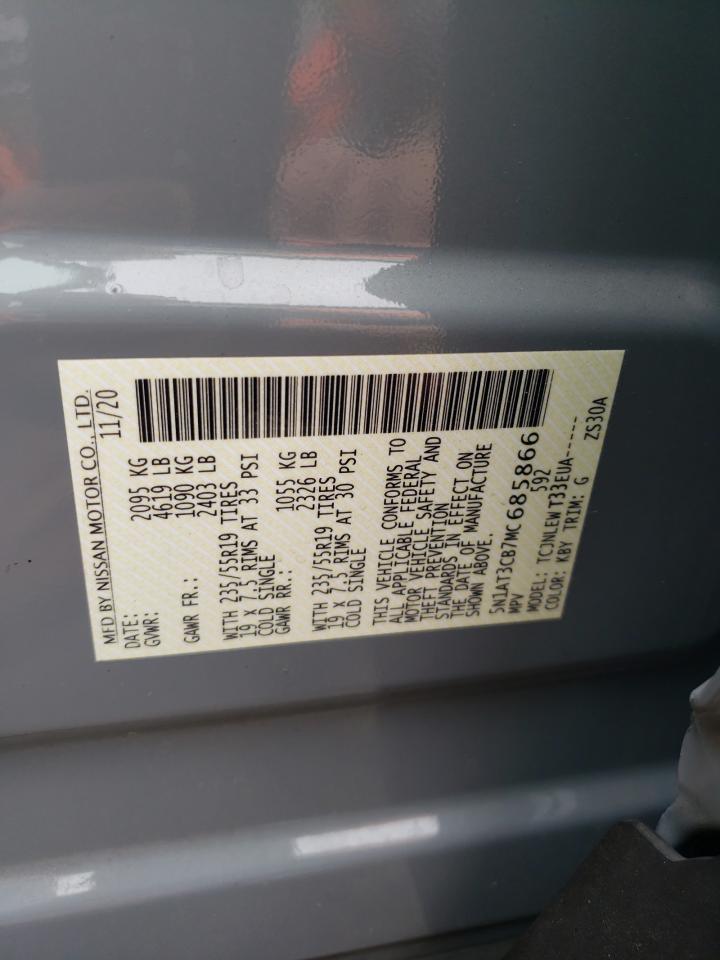 MFD BY NISSAN MOTOR CO., LTD.
DATE: 11/20
GVWR: 2095 KG
4619 LB
GAWR FR.: 1090 KG
2403 LB
WITH 235/55R19 TIRES
19 X 7.5 RIMS AT 33 PSI
COLD SINGLE
GAWR RR.: 1055 KG
2326 LB
WITH 235/55R19 TIRES
19 X 7.5 RIMS AT 30 PSI
COLD SINGLE
THIS VEHICLE CONFORMS TO
ALL APPLICABLE FEDERAL
MOTOR VEHICLE SAFETY AND
THEFT PREVENTION
STANDARDS IN EFFECT ON
THE DATE OF MANUFACTURE
SHOWN ABOVE.
5N1AT3CB7MC685866
MPV 592
MODEL: TCJNLEWT33EUA-----
COLOR: KBY TRIM: G ZS30A